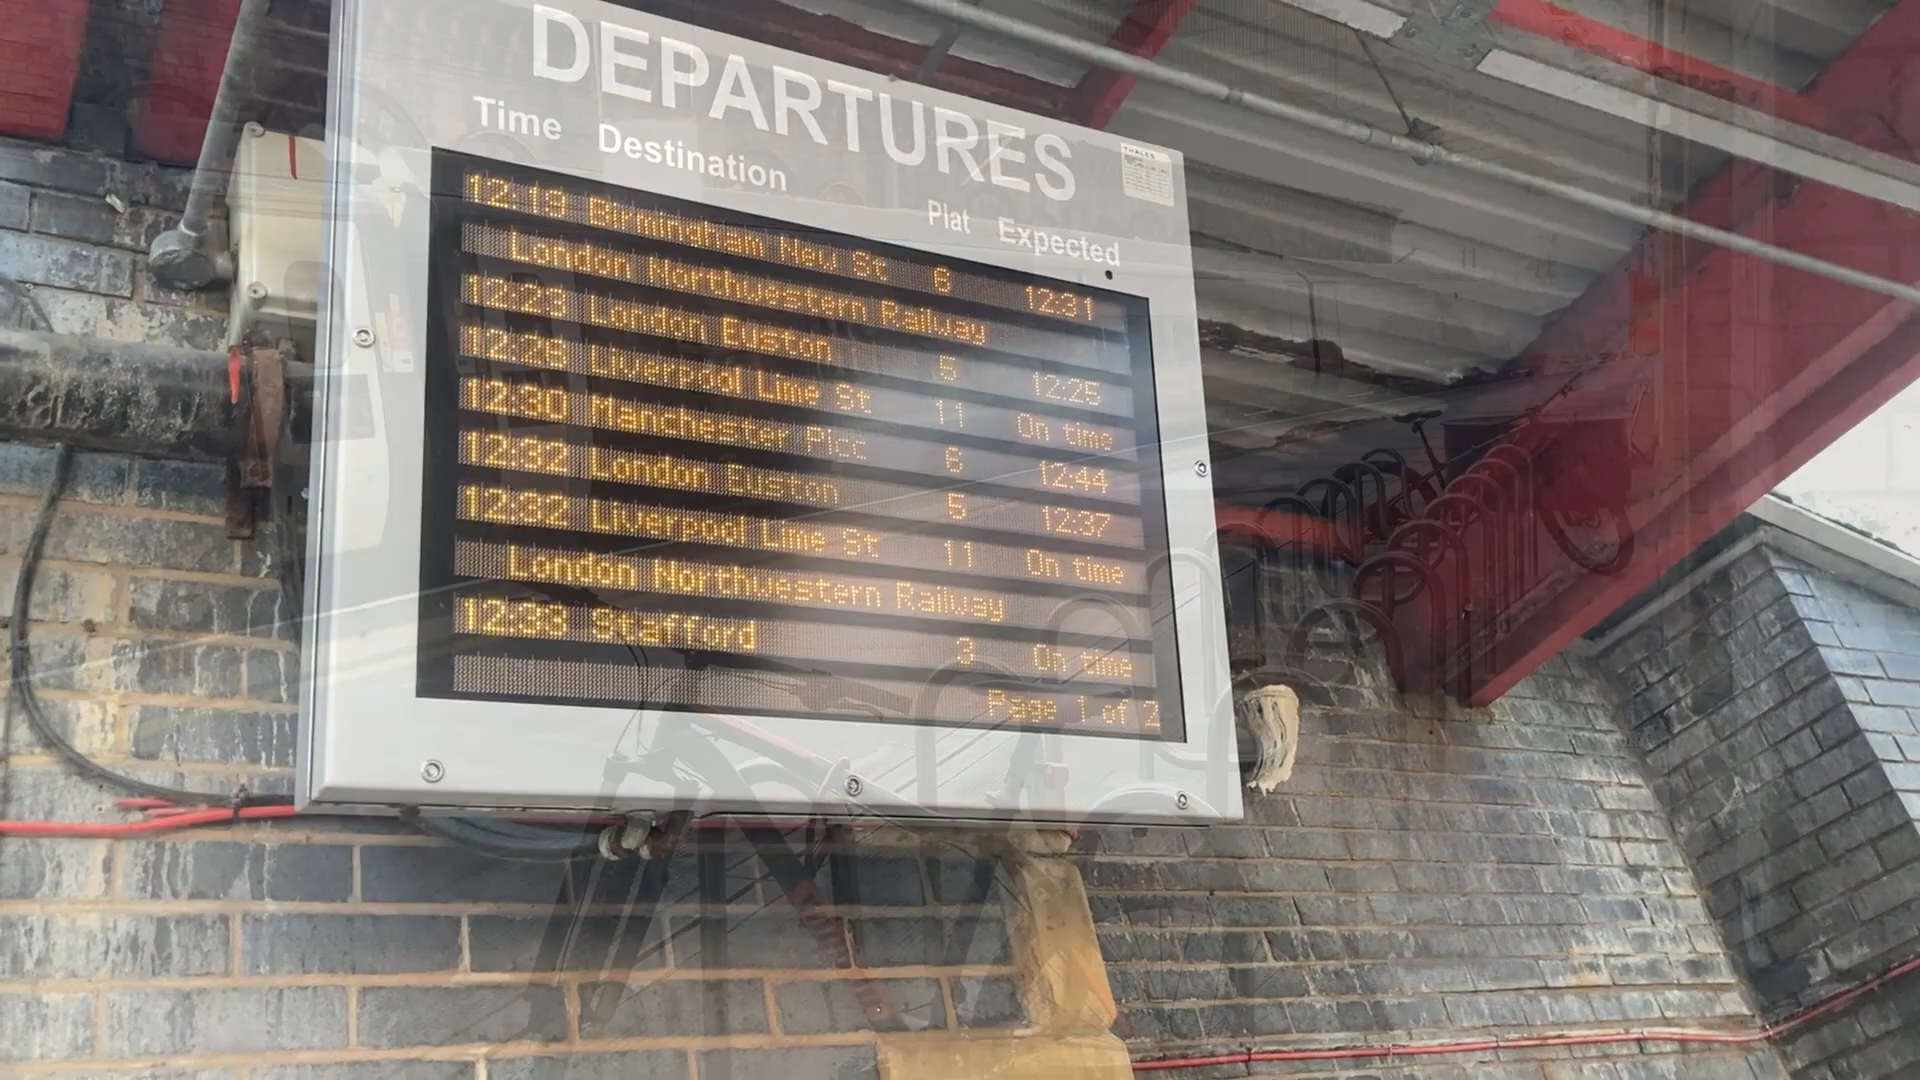 DEPARTURES
Time Destination Plat Expected
12:19 Birmingham New St 6 12:31
London Northwestern Railway
12:23 London Euston 5 12:25
12:28 Liverpool Lime St 11 On time
12:30 Manchester Picc 6 12:44
12:32 London Euston 5 12:37
12:32 Liverpool Lime St 11 On time
London Northwestern Railway
12:33 Stafford 3 On time
Page 1 of 2
THALES